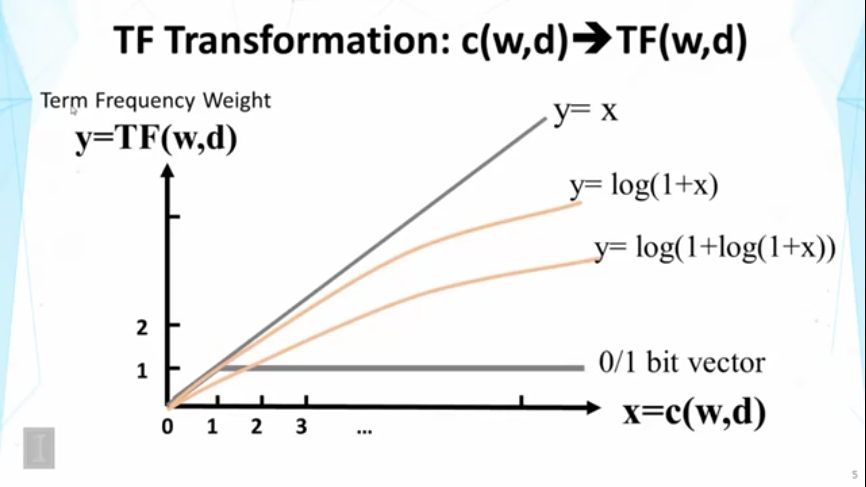 TF Transformation: c(w,d)➔TF(w,d)
Term Frequency Weight
y=TF(w,d)
y= x
y= log(1+x)
y= log(1+log(1+x))
2
1
0/1 bit vector
0 1 2 3 ...
x=c(w,d)
I
5